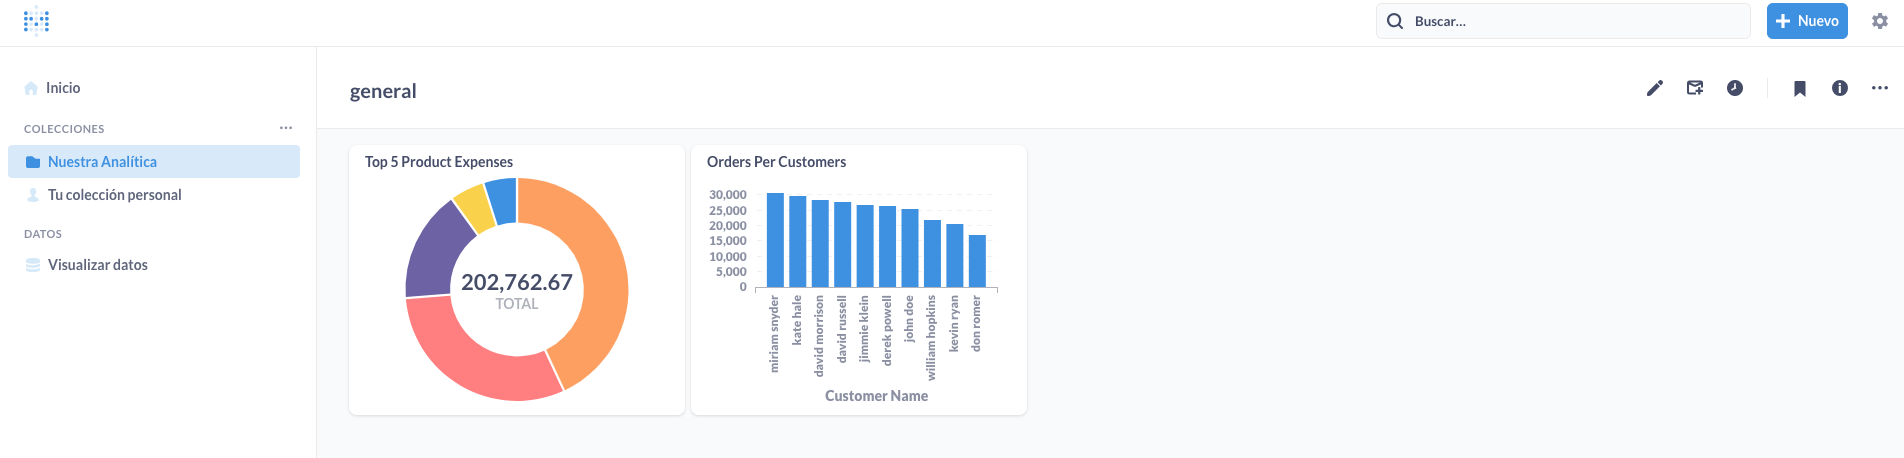 Buscar...
Nuevo
Inicio
COLECCIONES
Nuestra Analítica
Tu colección personal
DATOS
Visualizar datos
general
Top 5 Product Expenses
202,762.67
TOTAL
Orders Per Customers
30,000
25,000
20,000
15,000
10,000
5,000
0
miriam snyder
kate hale
david morrison
david russell
jimmie klein
derek powell
john doe
william hopkins
kevin ryan
don romer
Customer Name